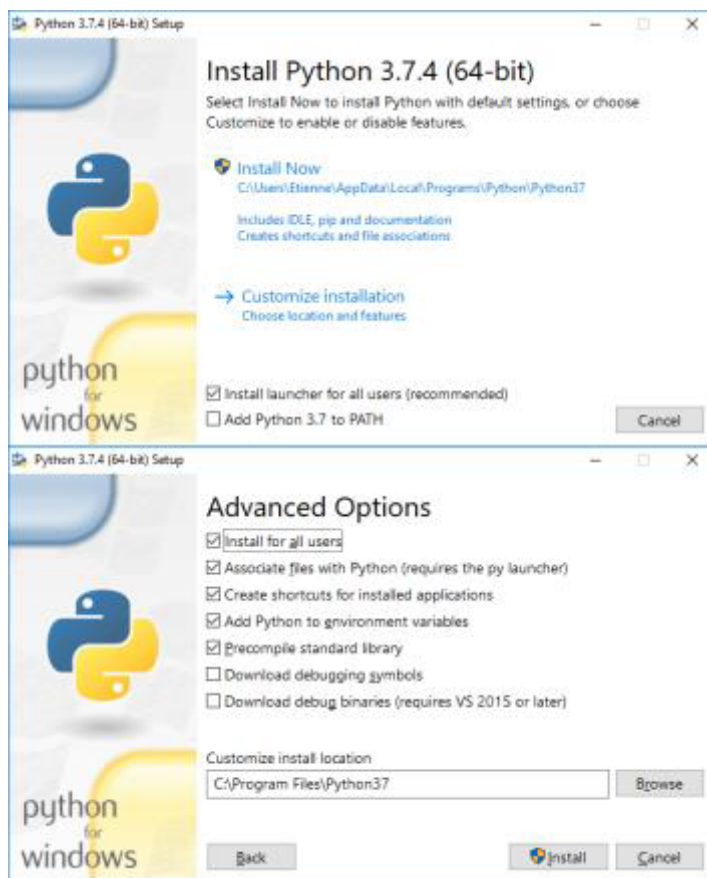 Python 3.7.4 (64-bit) Setup
Install Python 3.7.4 (64-bit)
Select Install Now to install Python with default settings, or choose
Customize to enable or disable features.
Install Now
C:\Users\Etienne\AppData\Local\Programs\Python\Python37
Includes IDLE, pip and documentation
Creates shortcuts and file associations
Customize installation
Choose location and features
python
for
windows
Install launcher for all users (recommended)
Add Python 3.7 to PATH
Cancel
Python 3.7.4 (64-bit) Setup
Advanced Options
Install for all users
Associate files with Python (requires the py launcher)
Create shortcuts for installed applications
Add Python to environment variables
Precompile standard library
Download debugging symbols
Download debug binaries (requires VS 2015 or later)
Customize install location
C:\Program Files\Python37
Browse
python
for
windows
Back
Install
Cancel